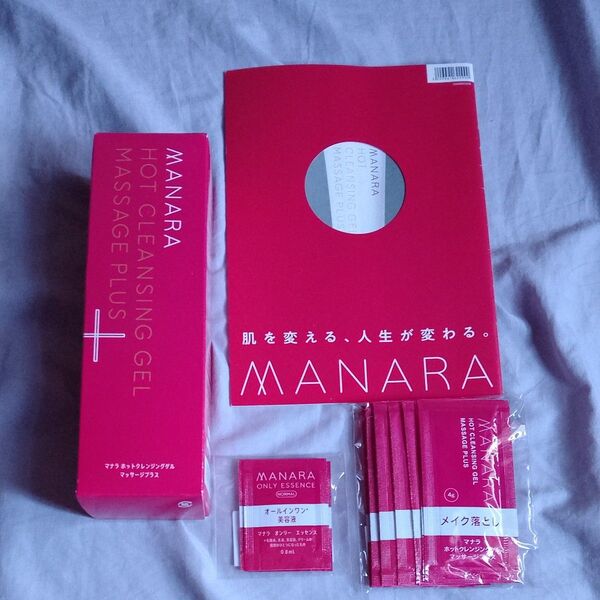 MANARA
HOT CLEANSING GEL
MASSAGE PLUS
マナラ ホットクレンジングゲル
マッサージプラス
MANARA
HOT
CLEANSING GEL
MASSAGE PLUS
肌を変える、人生が変わる。
MANARA
MANARA
ONLY ESSENCE
NORMAL
オールインワン*
美容液
マナラ オンリー エッセンス
0.8mL
MANARA
HOT CLEANSING GEL
MASSAGE PLUS
4g
メイク落とし
マナラ
ホットクレンジング
マッサージプ